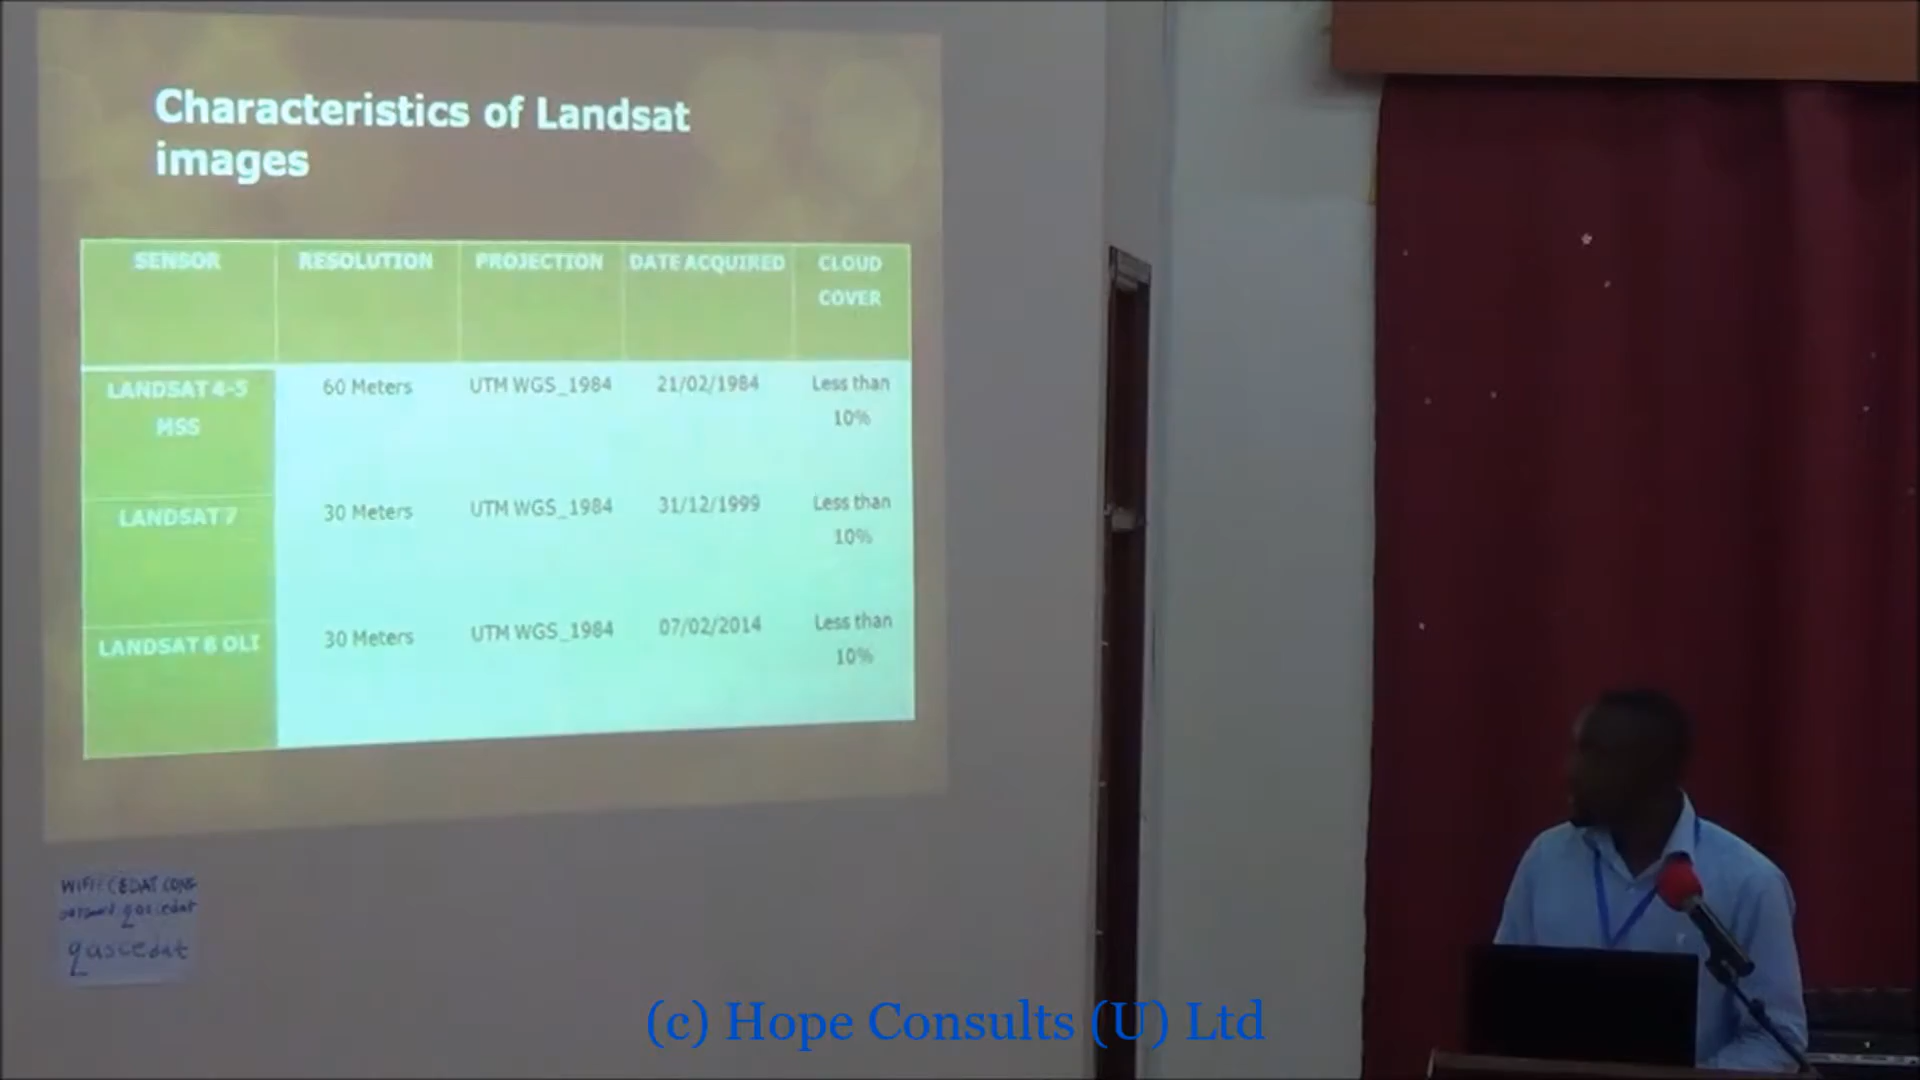 Characteristics of Landsat
images
SENSOR RESOLUTION PROJECTION DATE ACQUIRED CLOUD
COVER
LANDSAT 4-5 60 Meters UTM WGS_1984 21/02/1984 Less than
MSS 10%
LANDSAT 7 30 Meters UTM WGS_1984 31/12/1999 Less than
10%
LANDSAT 8 OLI 30 Meters UTM WGS_1984 07/02/2014 Less than
10%
qascedat
qascedat
(c) Hope Consults (U) Ltd